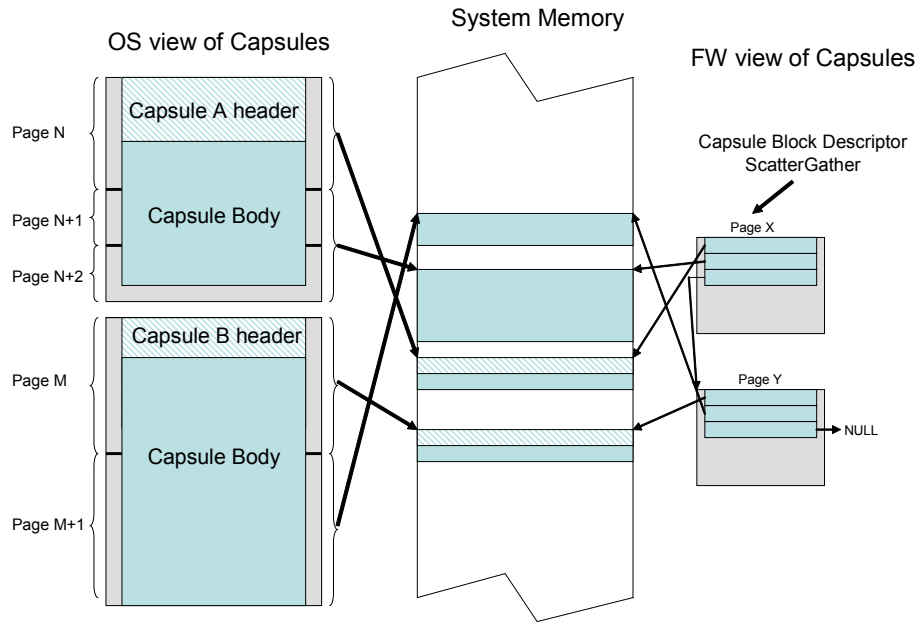 System Memory
OS view of Capsules
FW view of Capsules
Capsule A header
Page N
Capsule Block Descriptor
ScatterGather
Capsule Body
Page N+1
Page X
Page N+2
Capsule B header
Page M
Page Y
NULL
Capsule Body
Page M+1